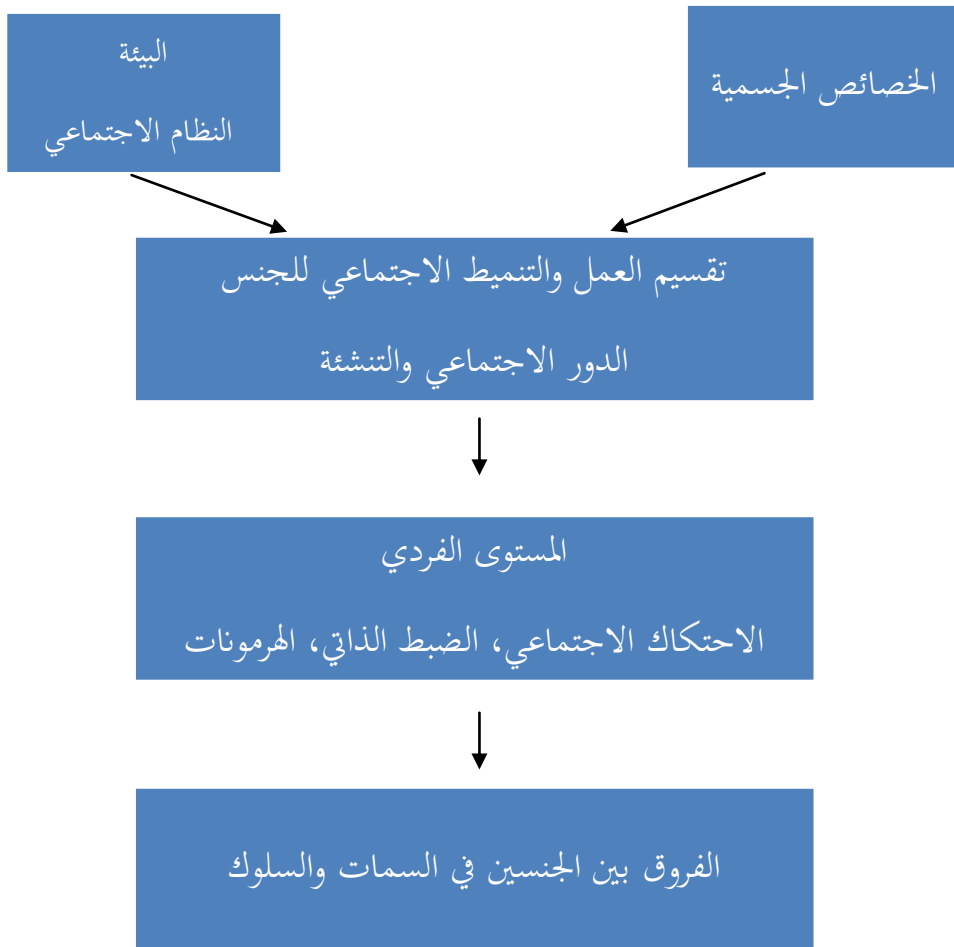 الخصائص الجسمية
البيئة
النظام الاجتماعي
تقسيم العمل والتنميط الاجتماعي للجنس
الدور الاجتماعي والتنشئة
المستوى الفردي
الاحتكاك الاجتماعي، الضبط الذاتي، الهرمونات
الفروق بين الجنسين في السمات والسلوك